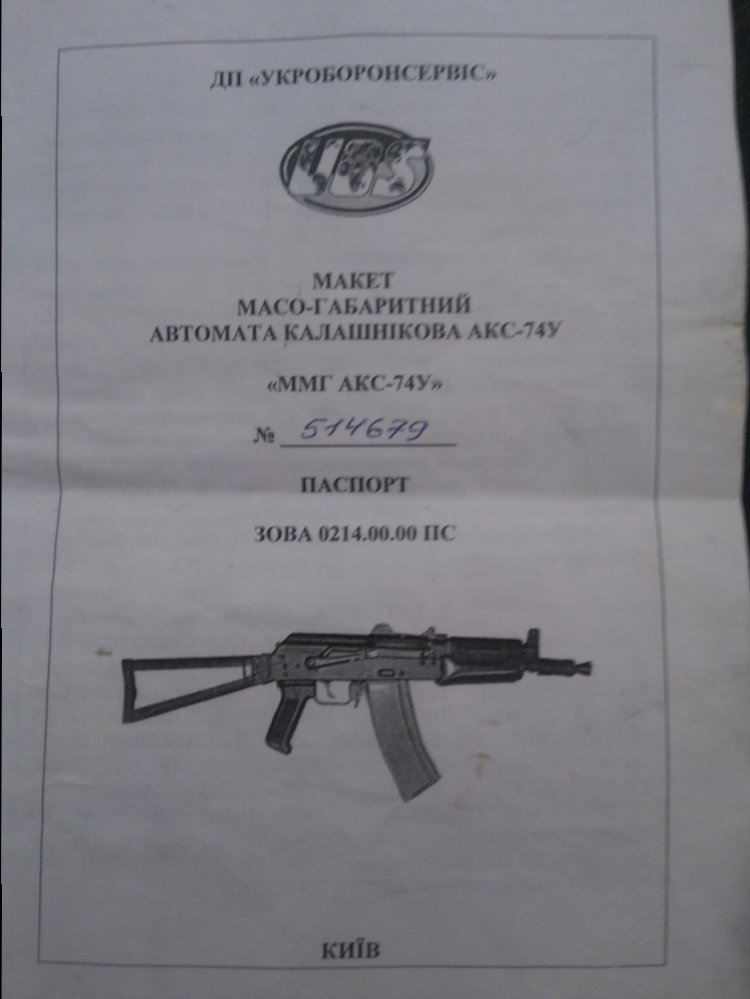 ДП «УКРОБОРОНСЕРВІС»
UOS
МАКЕТ
МАСО-ГАБАРИТНИЙ
АВТОМАТА КАЛАШНІКОВА АКС-74У
«ММГ АКС-74У»
№ 514679
ПАСПОРТ
ЗОВА 0214.00.00 ПС
КИЇВ